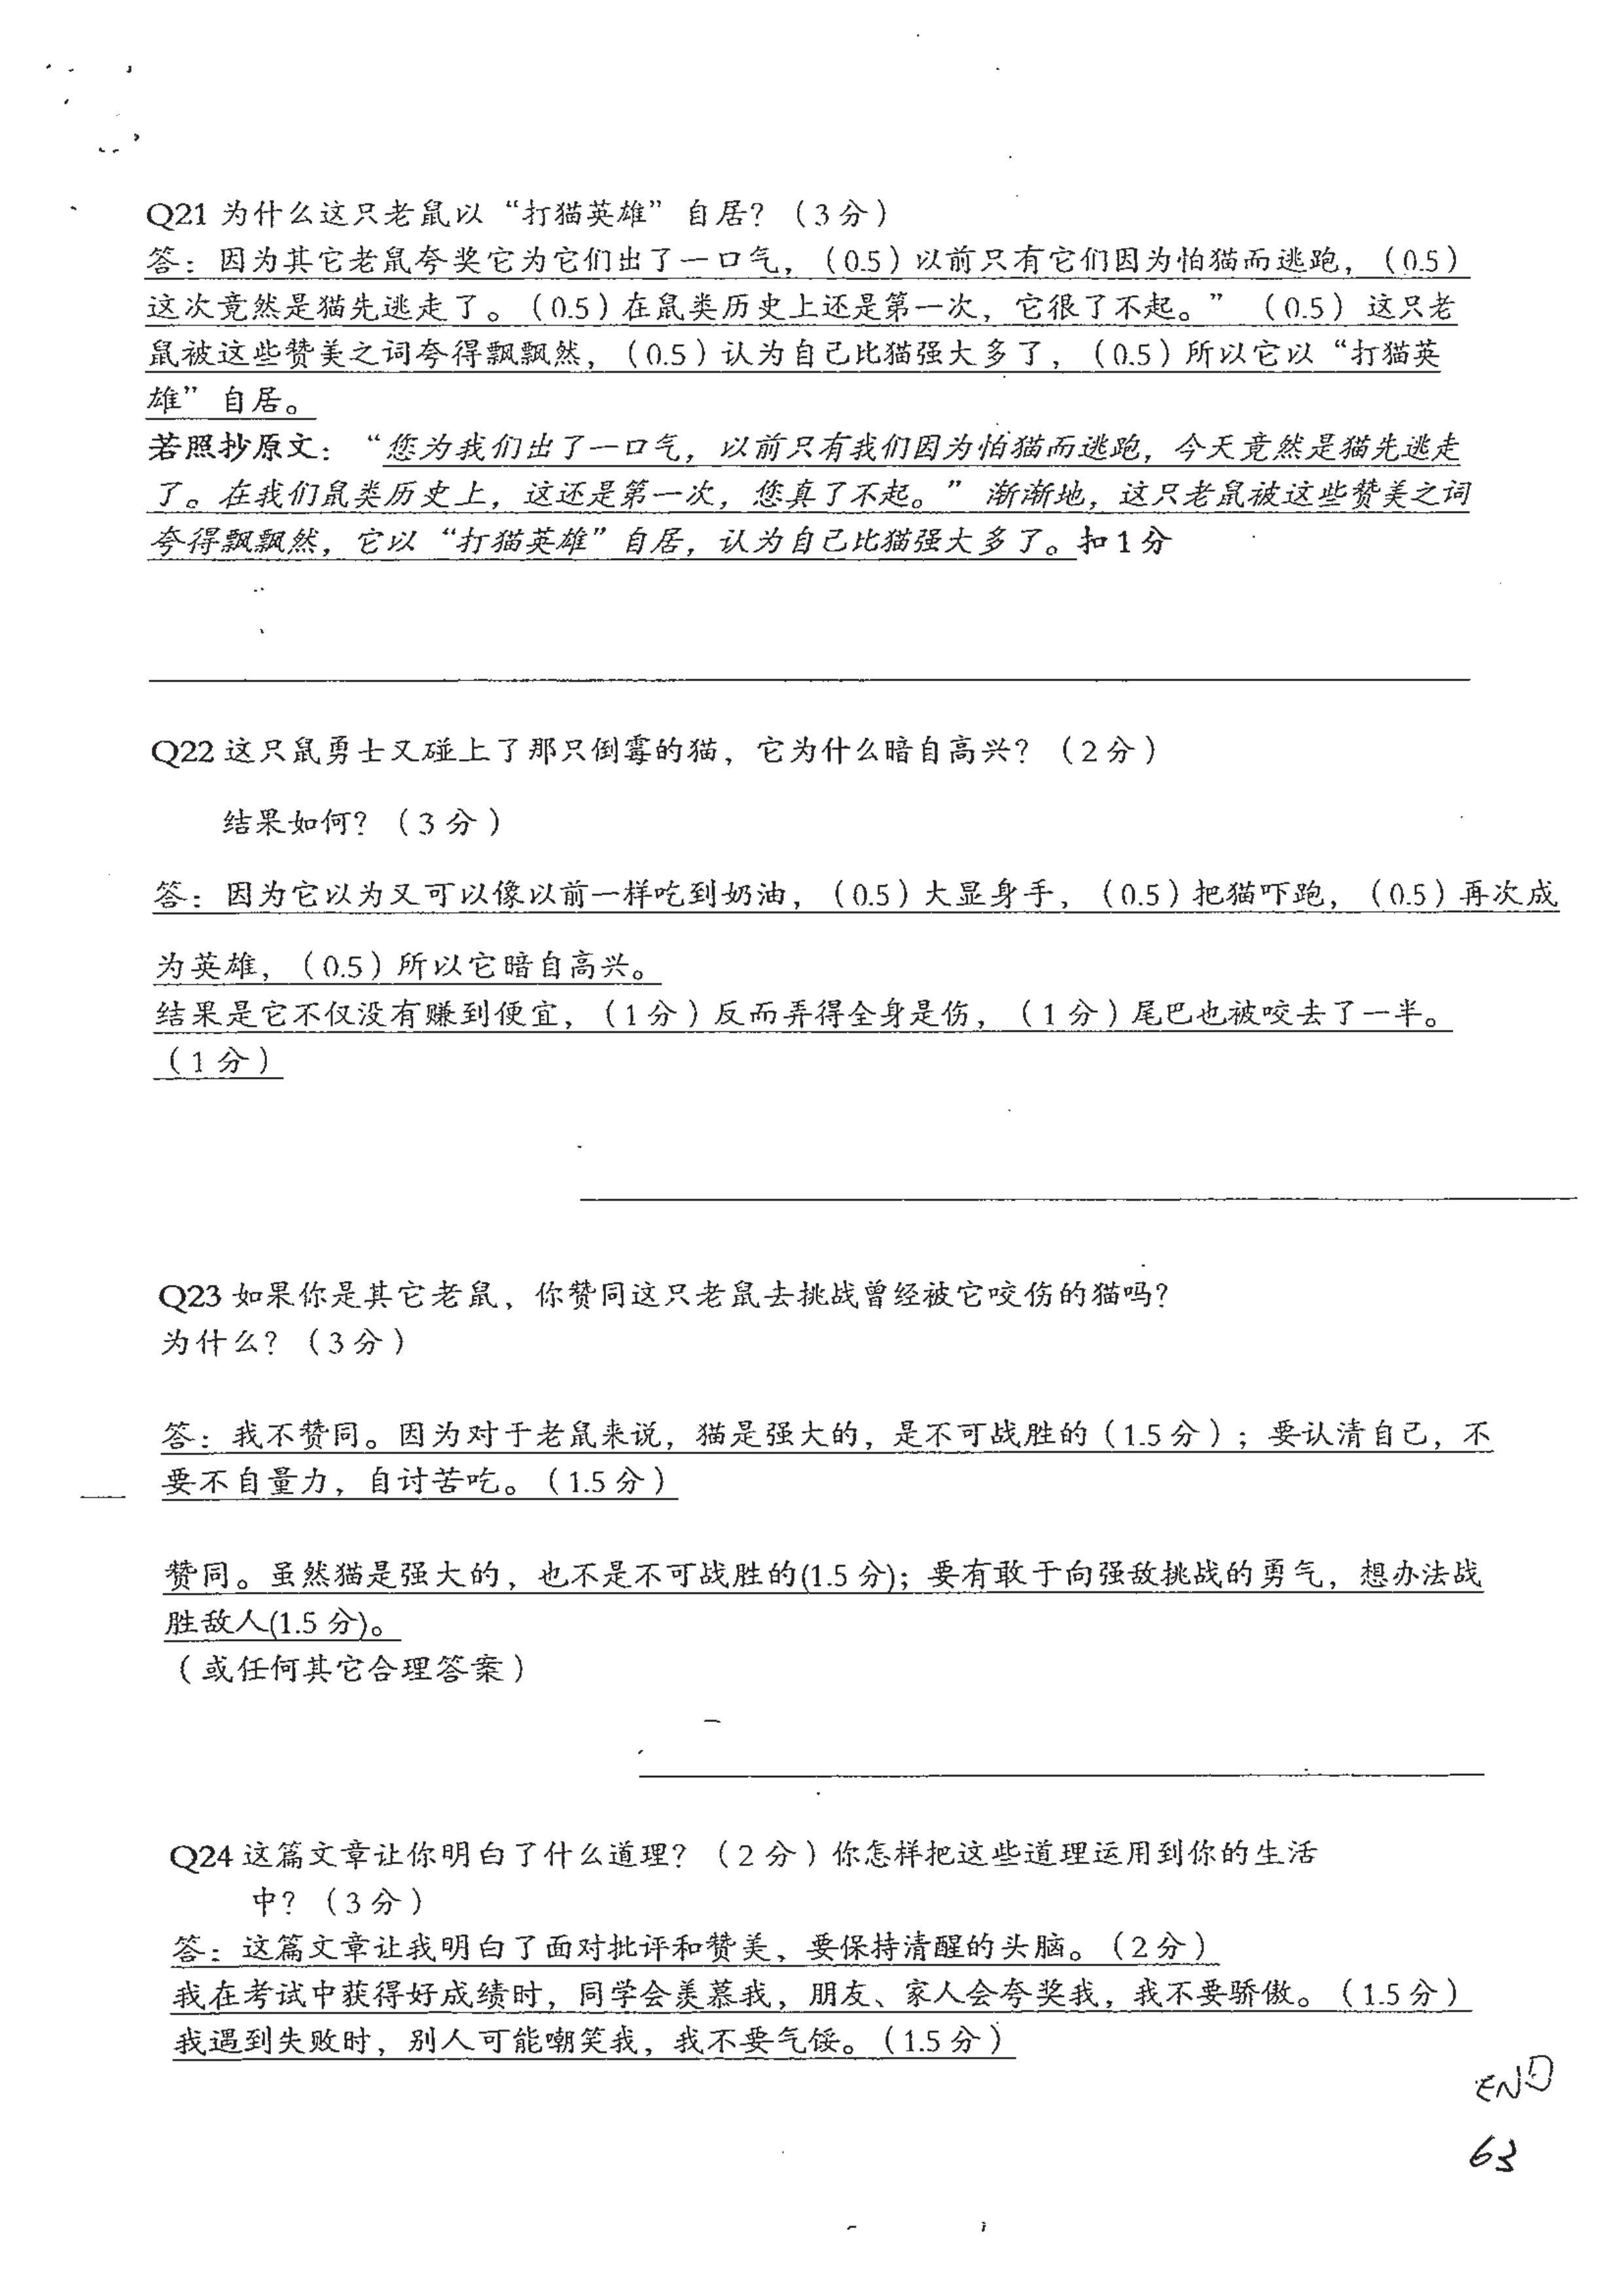 Q21 为什么这只老鼠以“打猫英雄”自居？（3分）
答：因为其它老鼠夸奖它为它们出了一口气，（0.5）以前只有它们因为怕猫而逃跑，（0.5）
这次竟然是猫先逃走了。（0.5）在鼠类历史上还是第一次，它很了不起。”（0.5）这只老
鼠被这些赞美之词夸得飘飘然，（0.5）认为自己比猫强大多了，（0.5）所以它以“打猫英
雄”自居。
若照抄原文：“您为我们出了一口气，以前只有我们因为怕猫而逃跑，今天竟然是猫先逃走
了。在我们鼠类历史上，这还是第一次，您真了不起。”渐渐地，这只老鼠被这些赞美之词
夸得飘飘然，它以“打猫英雄”自居，认为自己比猫强大多了。扣1分
Q22 这只鼠勇士又碰上了那只倒霉的猫，它为什么暗自高兴？（2分）
结果如何？（3分）
答：因为它以为又可以像以前一样吃到奶油，（0.5）大显身手，（0.5）把猫吓跑，（0.5）再次成
为英雄，（0.5）所以它暗自高兴。
结果是它不仅没有赚到便宜，（1分）反而弄得全身是伤，（1分）尾巴也被咬去了一半。
（1分）
Q23 如果你是其它老鼠，你赞同这只老鼠去挑战曾经被它咬伤的猫吗？
为什么？（3分）
答：我不赞同。因为对于老鼠来说，猫是强大的，是不可战胜的（1.5分）；要认清自己，不
要不自量力，自讨苦吃。（1.5分）
赞同。虽然猫是强大的，也不是不可战胜的(1.5分)；要有敢于向强敌挑战的勇气，想办法战
胜敌人(1.5分)。
（或任何其它合理答案）
Q24 这篇文章让你明白了什么道理？（2分）你怎样把这些道理运用到你的生活
中？（3分）
答：这篇文章让我明白了面对批评和赞美，要保持清醒的头脑。（2分）
我在考试中获得好成绩时，同学会羡慕我，朋友、家人会夸奖我，我不要骄傲。（1.5分）
我遇到失败时，别人可能嘲笑我，我不要气馁。（1.5分）
END
63